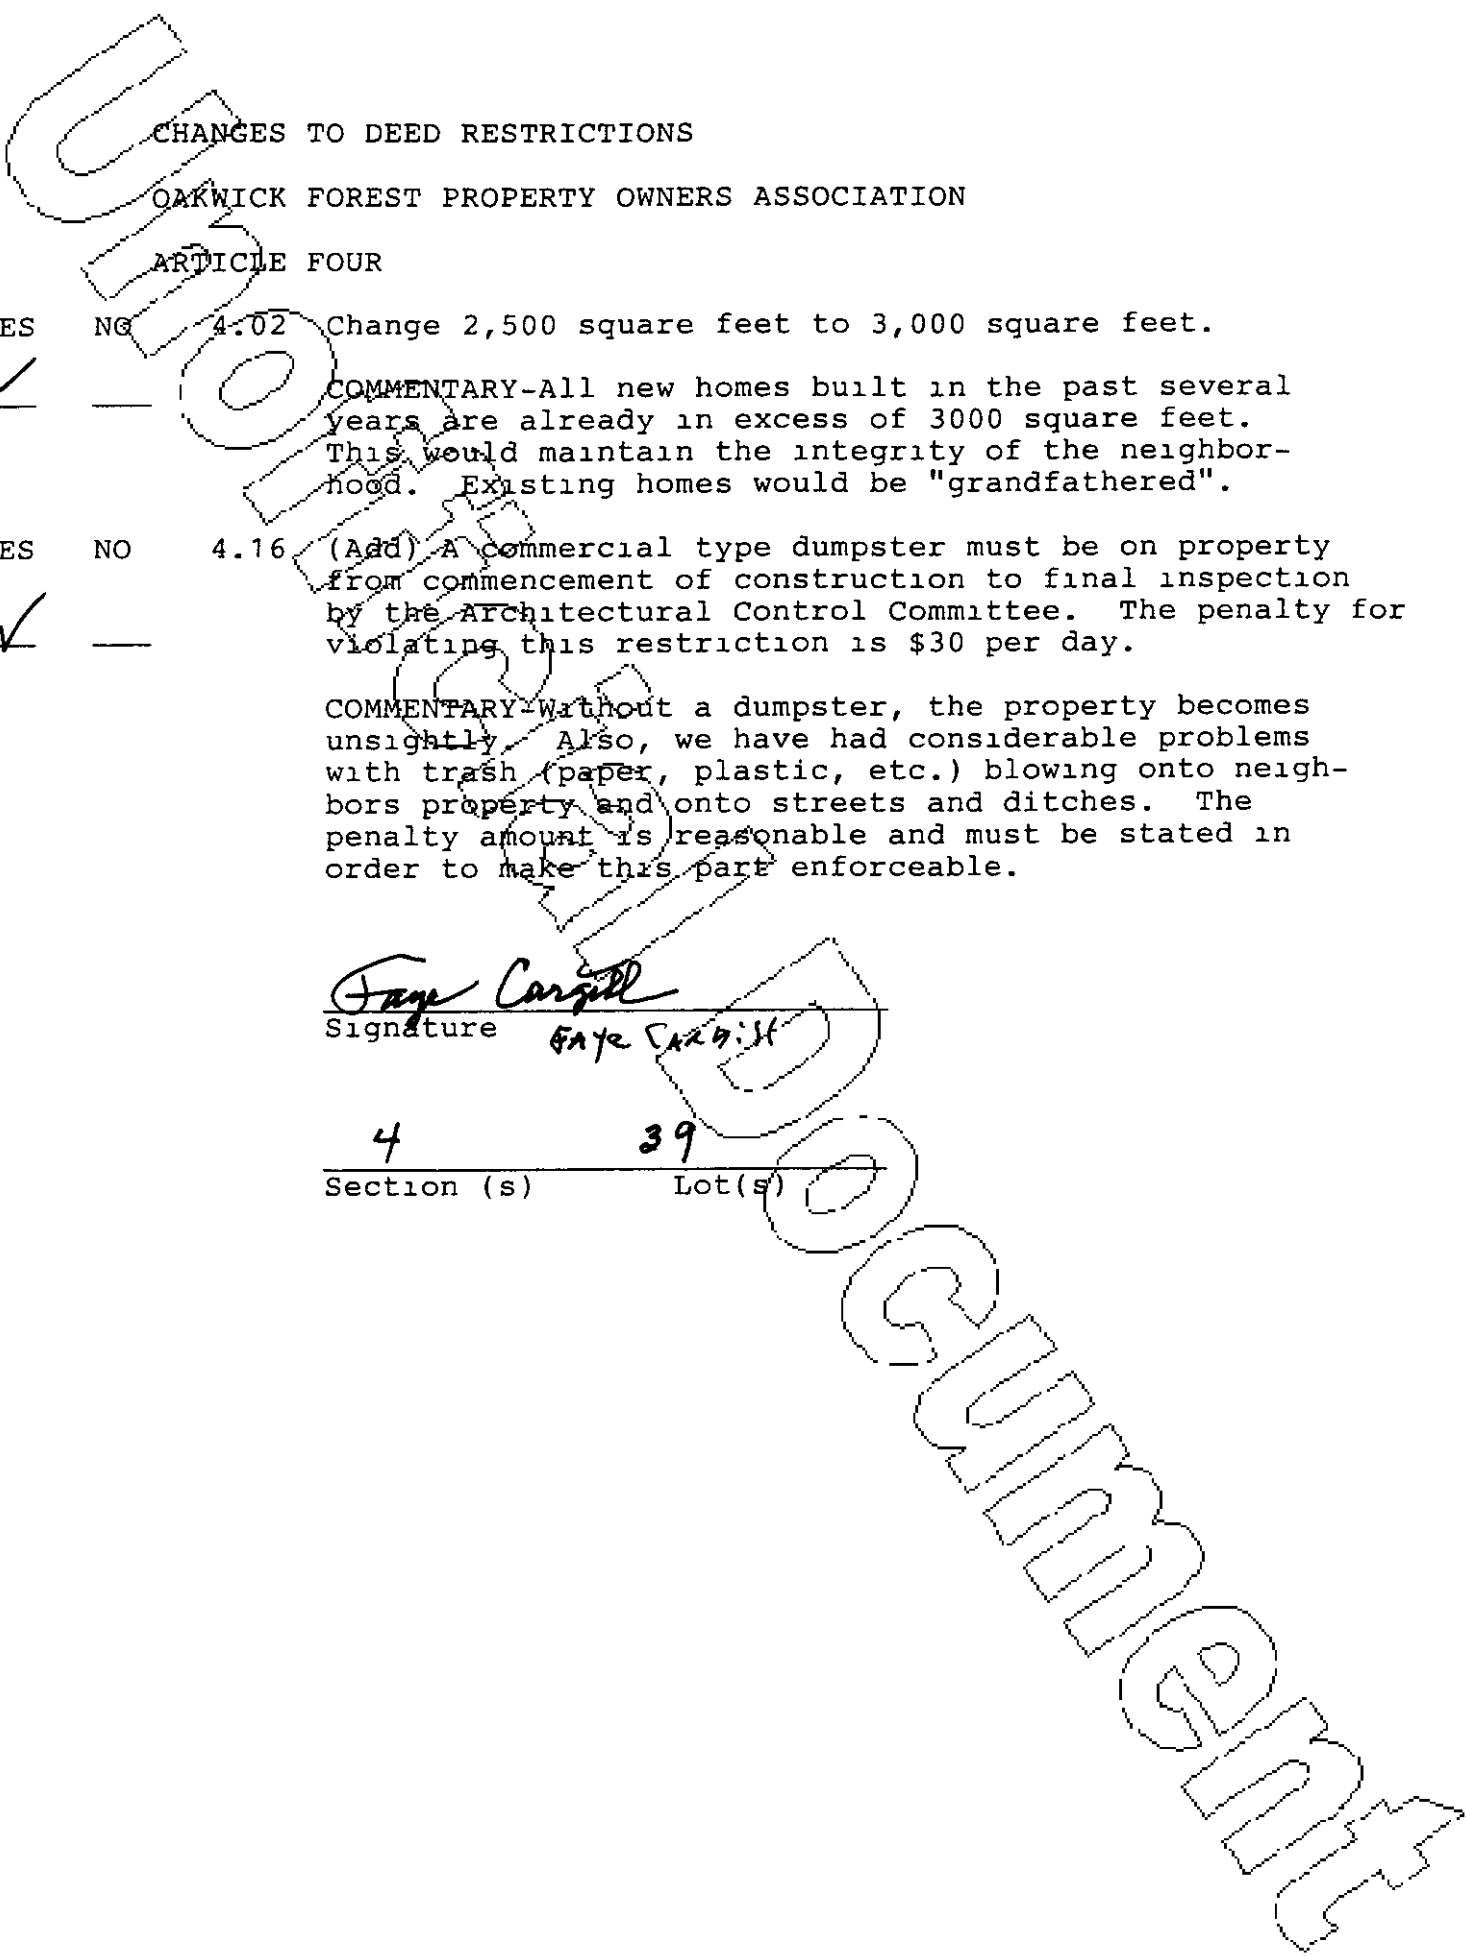 CHANGES TO DEED RESTRICTIONS
OAKWICK FOREST PROPERTY OWNERS ASSOCIATION
ARTICLE FOUR
ES NO 4.02 Change 2,500 square feet to 3,000 square feet.
COMMENTARY-All new homes built in the past several
years are already in excess of 3000 square feet.
This would maintain the integrity of the neighbor-
hood. Existing homes would be "grandfathered".
ES NO 4.16 (Add) A commercial type dumpster must be on property
from commencement of construction to final inspection
by the Architectural Control Committee. The penalty for
violating this restriction is $30 per day.
COMMENTARY-Without a dumpster, the property becomes
unsightly. Also, we have had considerable problems
with trash (paper, plastic, etc.) blowing onto neigh-
bors property and onto streets and ditches. The
penalty amount is reasonable and must be stated in
order to make this part enforceable.
Faye Cargill
Signature
FAYe
4 39
Section (s) Lot(s)
Unofficial Document